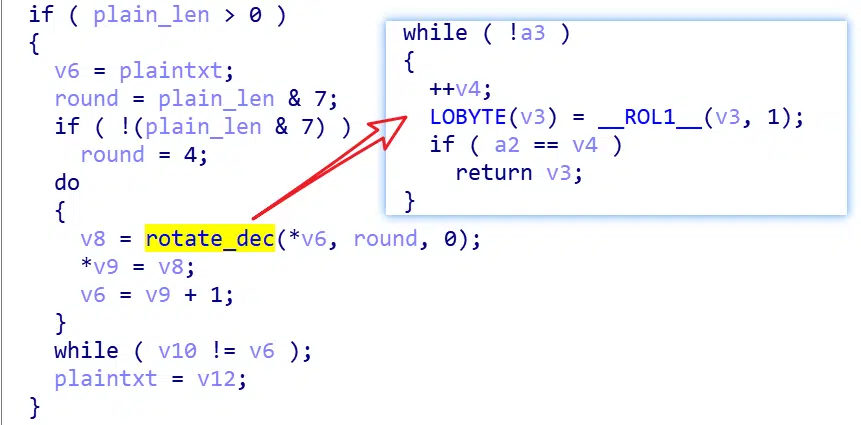 if ( plain_len > 0 )
{
  v6 = plaintxt;
  round = plain_len & 7;
  if ( !(plain_len & 7) )
    round = 4;
  do
  {
    v8 = rotate_dec(*v6, round, 0);
    *v9 = v8;
    v6 = v9 + 1;
  }
  while ( v10 != v6 );
  plaintxt = v12;
}
while ( !a3 )
{
  ++v4;
  LOBYTE(v3) = __ROL1__(v3, 1);
  if ( a2 == v4 )
    return v3;
}